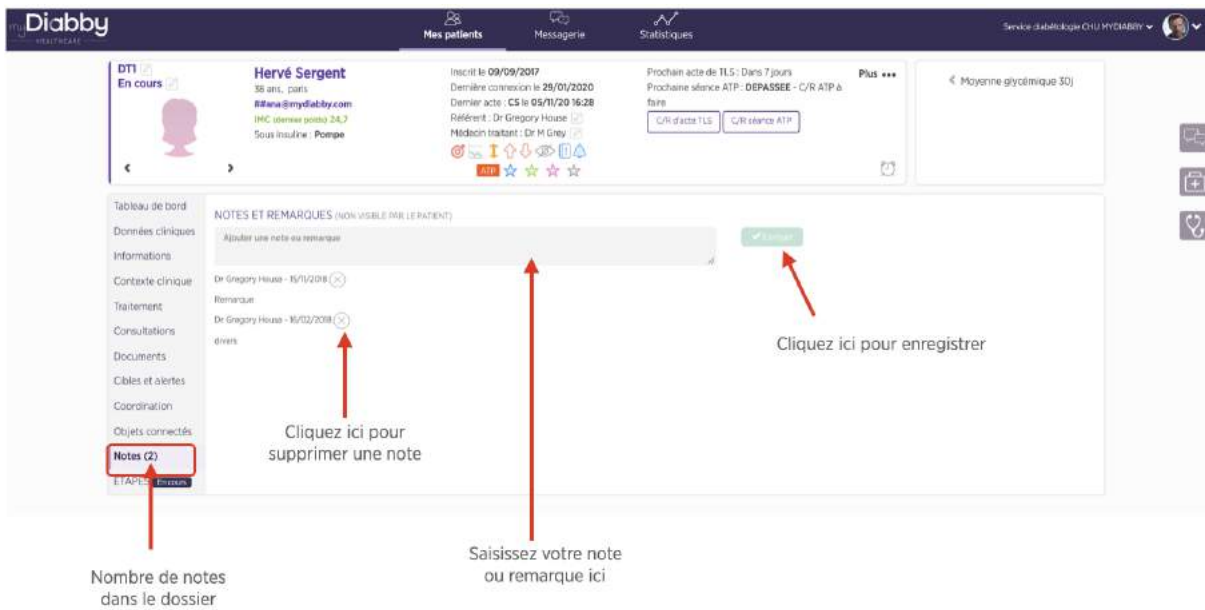 myDiabby
HEALTHCARE
Mes patients
Messagerie
Statistiques
Service diabétologie CHU MYDIABBY
DT1
En cours
Hervé Sergent
38 ans, paris
##ana@mydiabby.com
IMC (dernier poids) 24,7
Sous insuline : Pompe
Inscrit le 09/09/2017
Dernière connexion le 29/01/2020
Dernier acte : CS le 05/11/20 16:28
Référent : Dr Gregory House
Médecin traitant : Dr M Grey
ATP
Prochain acte de TLS : Dans 7 jours
Prochaine séance ATP : DEPASSEE - C/R ATP à
faire
C/R d'acte TLS
C/R séance ATP
Plus
Moyenne glycémique 30j
Tableau de bord
Données cliniques
Informations
Contexte clinique
Traitement
Consultations
Documents
Cibles et alertes
Coordination
Objets connectés
Notes (2)
ETAPES En cours
NOTES ET REMARQUES (NON VISIBLE PAR LE PATIENT)
Ajouter une note ou remarque
Dr Gregory House - 15/11/2018
Remarque
Dr Gregory House - 16/02/2018
divers
Cliquez ici pour enregistrer
Cliquez ici pour
supprimer une note
Saisissez votre note
ou remarque ici
Nombre de notes
dans le dossier